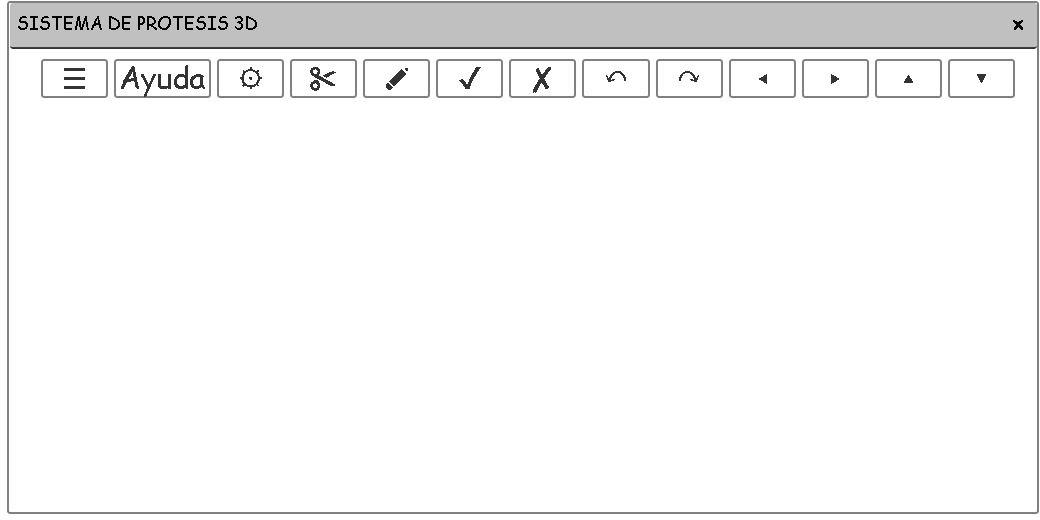 SISTEMA DE PROTESIS 3D
Ayuda